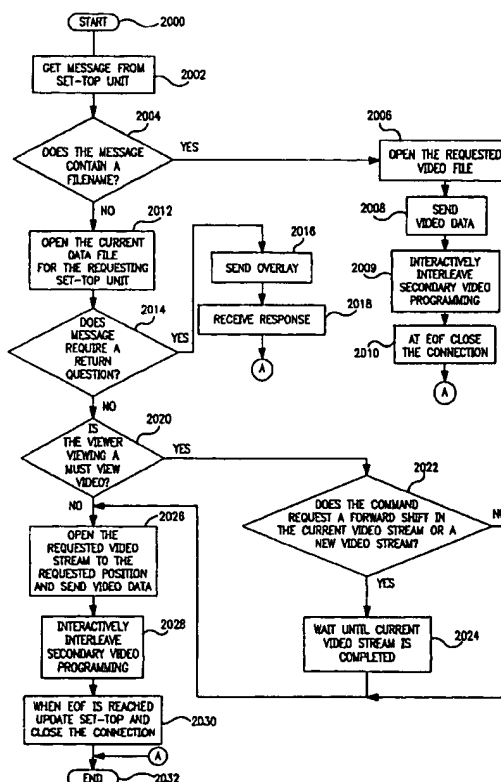 START
2000
GET MESSAGE FROM
SET-TOP UNIT
2002
2004
DOES THE MESSAGE
CONTAIN A
FILENAME?
YES
NO
2006
OPEN THE REQUESTED
VIDEO FILE
2008
SEND
VIDEO DATA
2009
INTERACTIVELY
INTERLEAVE
SECONDARY VIDEO
PROGRAMMING
2010
AT EOF CLOSE
THE CONNECTION
A
2012
OPEN THE CURRENT
DATA FILE
FOR THE REQUESTING
SET-TOP UNIT
2014
DOES
MESSAGE
REQUIRE A
RETURN
QUESTION?
YES
NO
2016
SEND OVERLAY
2018
RECEIVE RESPONSE
A
2020
IS
THE VIEWER
VIEWING A
MUST VIEW
VIDEO?
YES
NO
2022
DOES THE COMMAND
REQUEST A FORWARD SHIFT IN
THE CURRENT VIDEO STREAM OR A
NEW VIDEO STREAM?
NO
YES
2024
WAIT UNTIL CURRENT
VIDEO STREAM IS
COMPLETED
2026
OPEN THE
REQUESTED VIDEO
STREAM TO THE
REQUESTED POSITION
AND SEND VIDEO DATA
2028
INTERACTIVELY
INTERLEAVE
SECONDARY VIDEO
PROGRAMMING
WHEN EOF IS REACHED
UPDATE SET-TOP AND
CLOSE THE CONNECTION
2030
A
END
2032